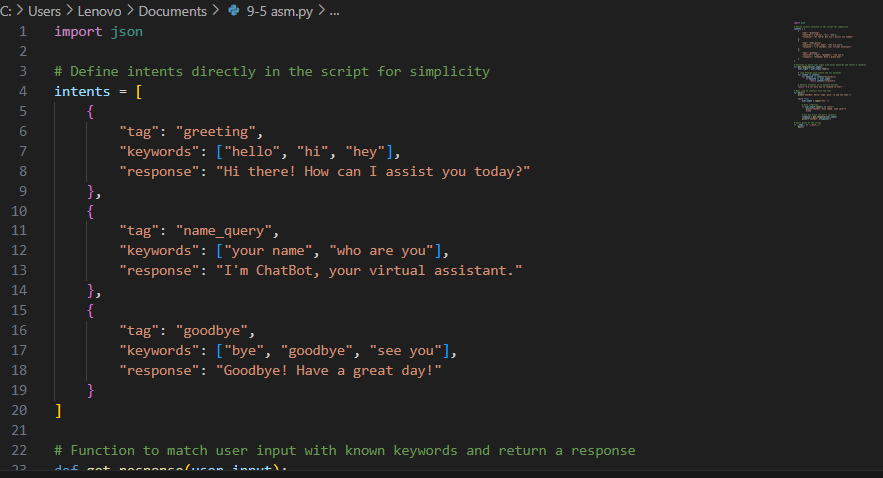 C: > Users > Lenovo > Documents > 9-5 asm.py > ...
1 import json
2
3 # Define intents directly in the script for simplicity
4 intents = [
5     {
6         "tag": "greeting",
7         "keywords": ["hello", "hi", "hey"],
8         "response": "Hi there! How can I assist you today?"
9     },
10     {
11         "tag": "name_query",
12         "keywords": ["your name", "who are you"],
13         "response": "I'm ChatBot, your virtual assistant."
14     },
15     {
16         "tag": "goodbye",
17         "keywords": ["bye", "goodbye", "see you"],
18         "response": "Goodbye! Have a great day!"
19     }
20 ]
21
22 # Function to match user input with known keywords and return a response
23 def get_response(user_input):